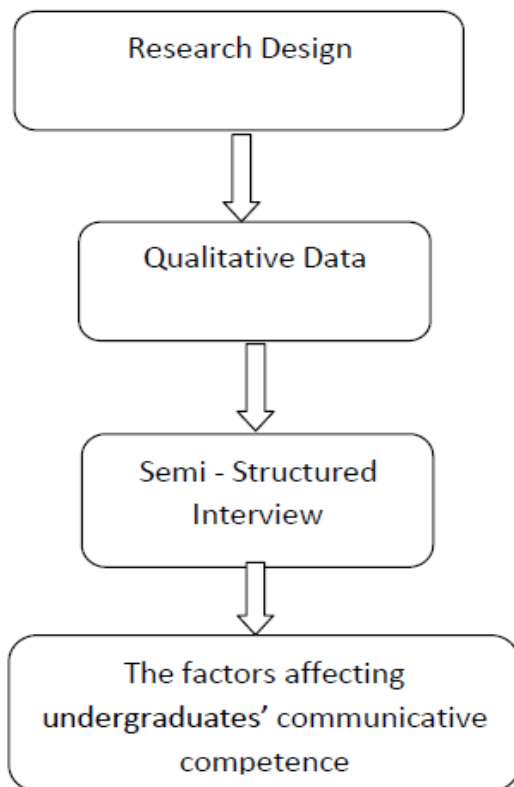 Research Design
Qualitative Data
Semi - Structured
Interview
The factors affecting
undergraduates’ communicative
competence